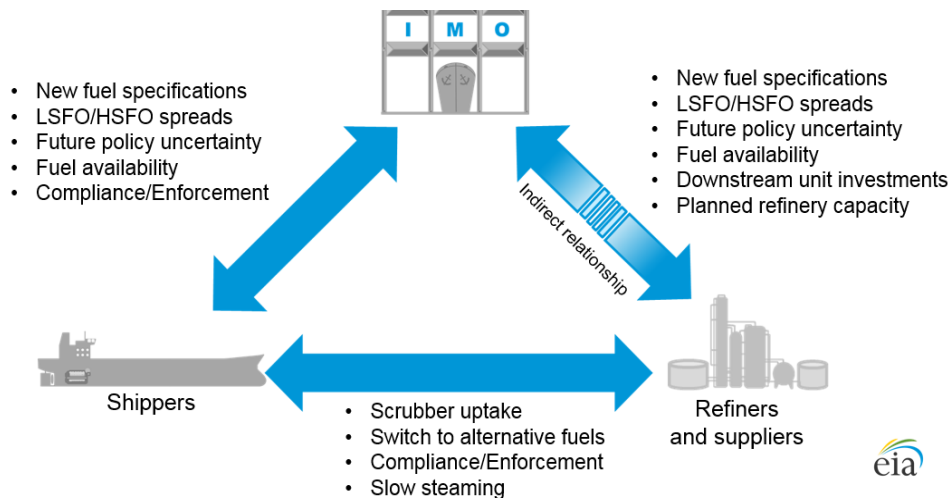 I M O
• New fuel specifications
• LSFO/HSFO spreads
• Future policy uncertainty
• Fuel availability
• Compliance/Enforcement
• New fuel specifications
• LSFO/HSFO spreads
• Future policy uncertainty
• Fuel availability
• Downstream unit investments
• Planned refinery capacity
Indirect relationship
Shippers
• Scrubber uptake
• Switch to alternative fuels
• Compliance/Enforcement
• Slow steaming
Refiners
and suppliers
eia